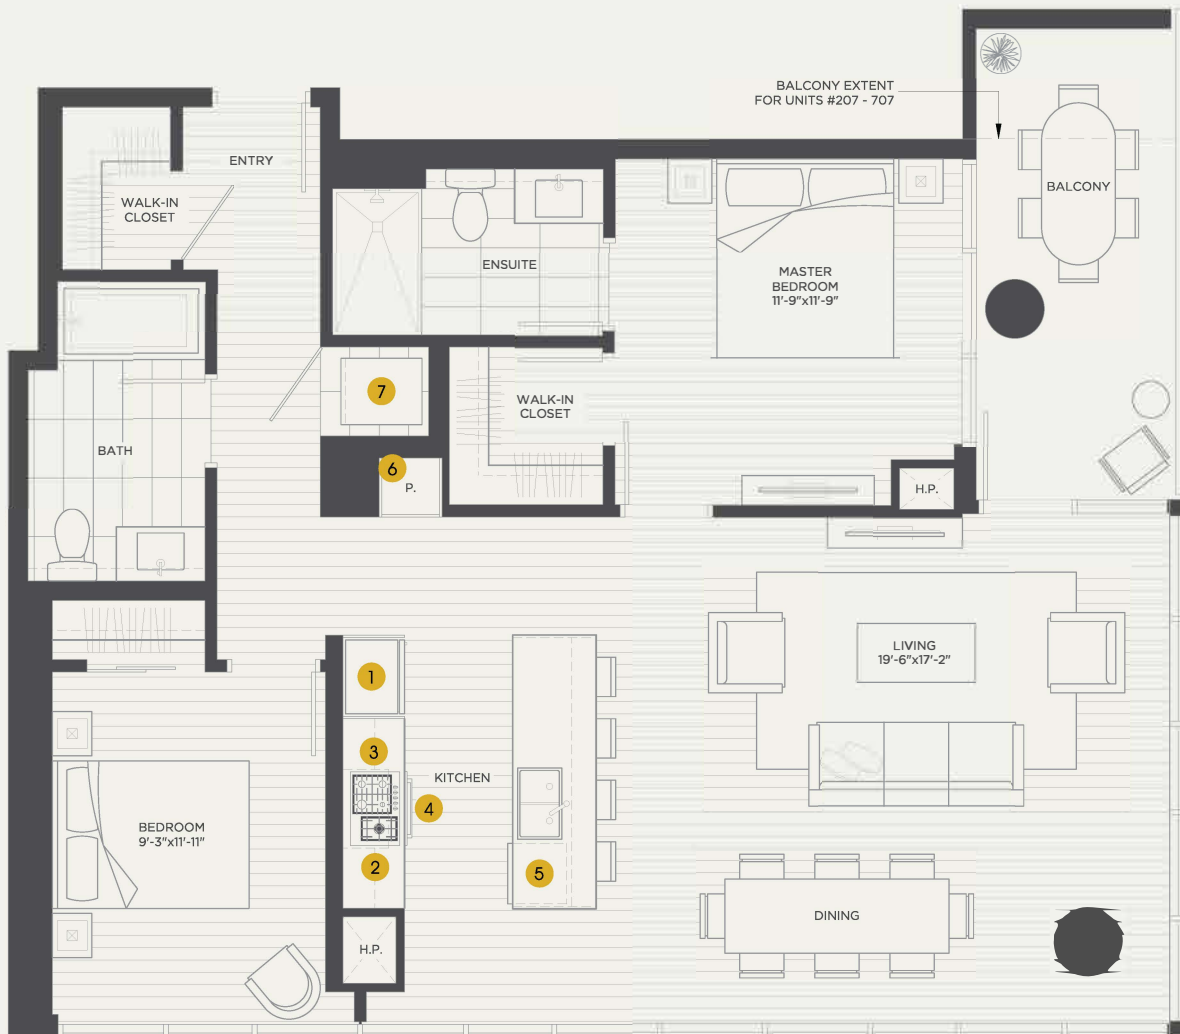 BALCONY EXTENT
FOR UNITS #207 - 707
ENTRY
WALK-IN
CLOSET
BALCONY
ENSUITE
MASTER
BEDROOM
11'-9"x11'-9"
7
WALK-IN
CLOSET
BATH
6
P.
H.P.
LIVING
19'-6"x17'-2"
1
3
KITCHEN
4
BEDROOM
9'-3"x11'-11"
2
5
DINING
H.P.